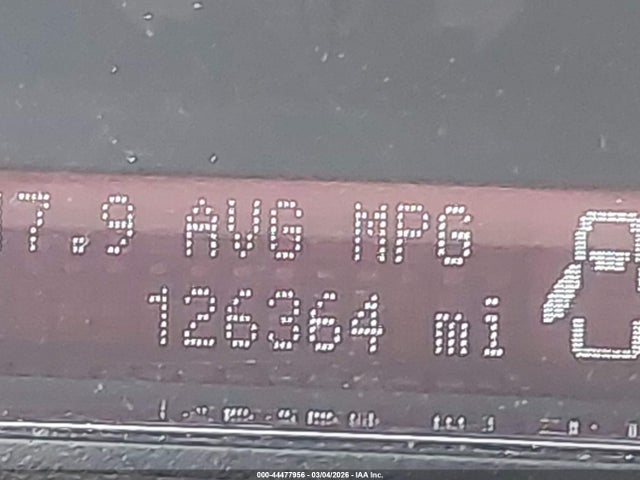 7.9 AVG MPG
126364 mi
000-44477956 - 03/04/2026 - IAA Inc.